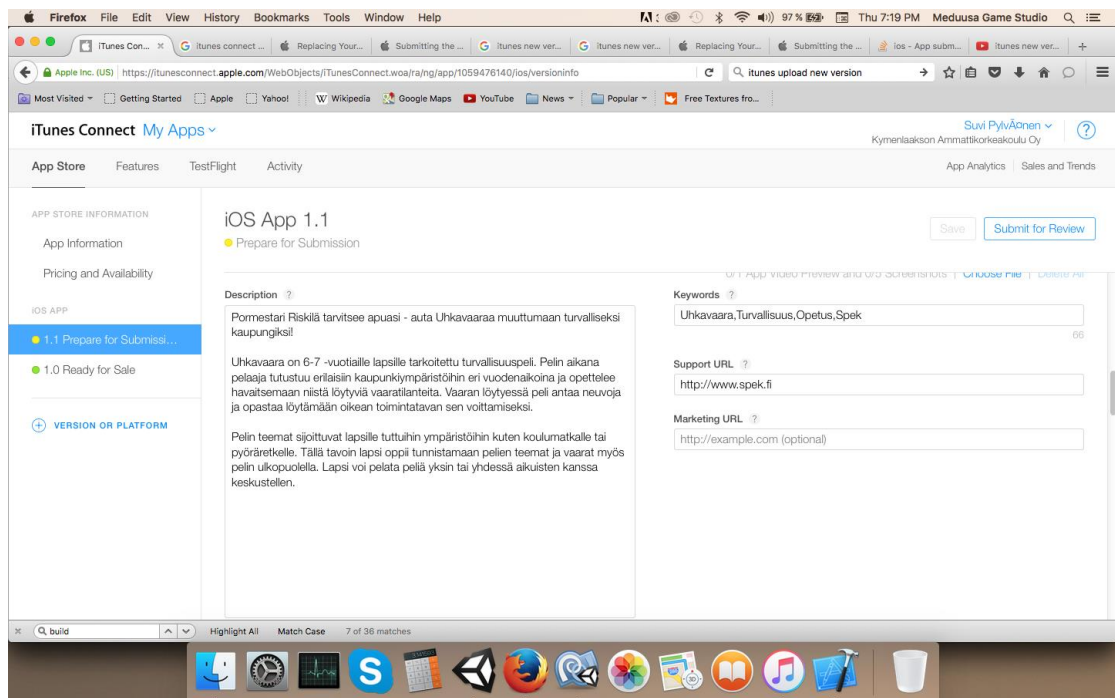 Firefox File Edit View History Bookmarks Tools Window Help 97 % Thu 7:19 PM Meduusa Game Studio
iTunes Con... itunes connect ... Replacing Your... Submitting the ... itunes new ver... itunes new ver... Replacing Your... Submitting the ... ios - App subm... itunes new ver...
Apple Inc. (US) https://itunesconnect.apple.com/WebObjects/iTunesConnect.woa/ra/ng/app/1059476140/ios/versioninfo itunes upload new version
Most Visited Getting Started Apple Yahoo! Wikipedia Google Maps YouTube News Popular Free Textures fro...
iTunes Connect My Apps
Suvi PylvÃ¤nen
Kymenlaakson Ammattikorkeakoulu Oy
?
App Store Features TestFlight Activity App Analytics Sales and Trends
APP STORE INFORMATION
App Information
Pricing and Availability
IOS APP
1.1 Prepare for Submissi...
1.0 Ready for Sale
VERSION OR PLATFORM
iOS App 1.1
Prepare for Submission
Save Submit for Review
0/1 App Video Preview and 0/5 Screenshots Choose File Delete All
Description ?
Pormestari Riskilä tarvitsee apuasi - auta Uhkavaaraa muuttumaan turvalliseksi
kaupungiksi!
Uhkavaara on 6-7 -vuotiaille lapsille tarkoitettu turvallisuuspeli. Pelin aikana
pelaaja tutustuu erilaisiin kaupunkiympäristöihin eri vuodenaikoina ja opettelee
havaitsemaan niistä löytyviä vaaratilanteita. Vaaran löytyessä peli antaa neuvoja
ja opastaa löytämään oikean toimintatavan sen voittamiseksi.
Pelin teemat sijoittuvat lapsille tuttuihin ympäristöihin kuten koulumatkalle tai
pyöräretkelle. Tällä tavoin lapsi oppii tunnistamaan pelien teemat ja vaarat myös
pelin ulkopuolella. Lapsi voi pelata peliä yksin tai yhdessä aikuisten kanssa
keskustellen.
Keywords ?
Uhkavaara,Turvallisuus,Opetus,Spek
66
Support URL ?
http://www.spek.fi
Marketing URL ?
http://example.com (optional)
build Highlight All Match Case 7 of 36 matches